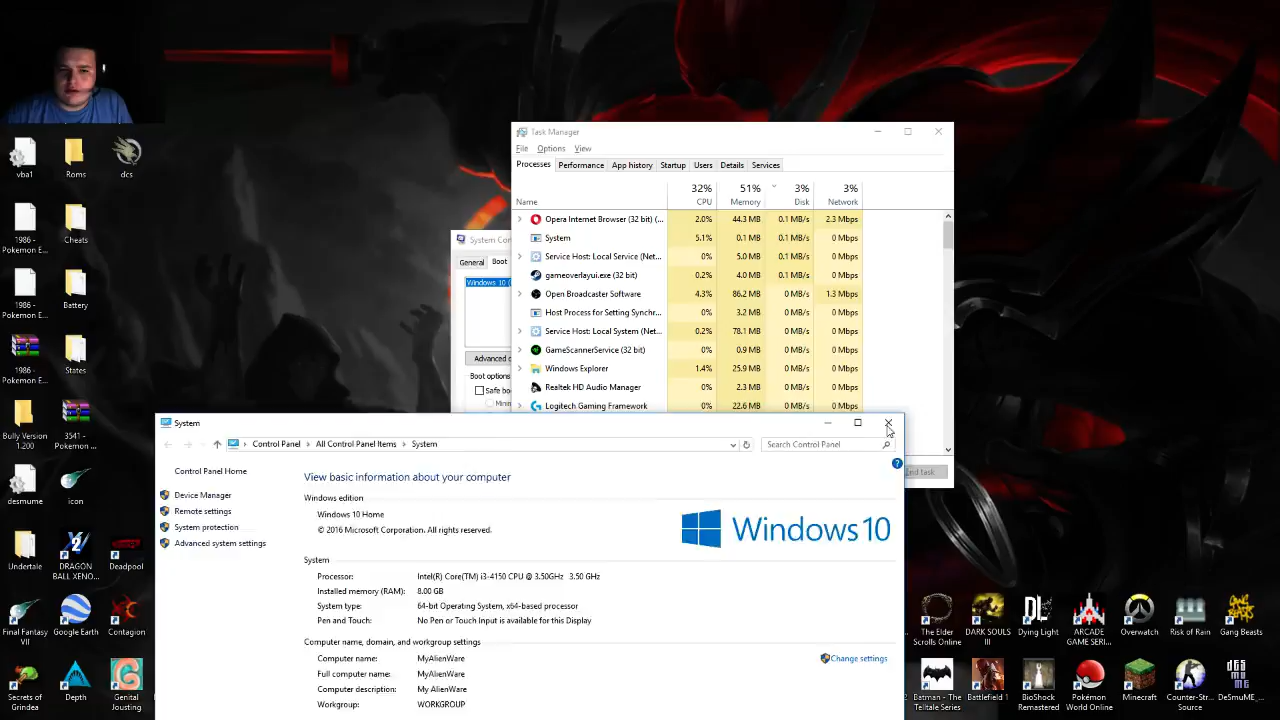 Task Manager
File Options View
Processes Performance App history Startup Users Details Services
32% 51% 3% 3%
Name CPU Memory Disk Network
Opera Internet Browser (32 bit) (... 2.0% 44.3 MB 0.1 MB/s 2.3 Mbps
System 5.1% 0.1 MB 0.1 MB/s 0 Mbps
Service Host: Local Service (Net... 0% 5.0 MB 0.1 MB/s 0 Mbps
gameoverlayui.exe (32 bit) 0.2% 4.0 MB 0.1 MB/s 0 Mbps
Open Broadcaster Software 4.3% 86.2 MB 0 MB/s 1.3 Mbps
Host Process for Setting Synchr... 0% 3.2 MB 0 MB/s 0 Mbps
Service Host: Local System (Net... 0.2% 78.1 MB 0 MB/s 0 Mbps
GameScannerService (32 bit) 0% 0.9 MB 0 MB/s 0 Mbps
Windows Explorer 1.4% 25.9 MB 0 MB/s 0 Mbps
Realtek HD Audio Manager 0% 2.3 MB 0 MB/s 0 Mbps
Logitech Gaming Framework 0% 22.6 MB 0 MB/s 0 Mbps
End task
System Con
General Boot
Windows 10 (
Advanced o
Boot options
Safe bo
Mini
System
Control Panel All Control Panel Items System
Search Control Panel
Control Panel Home
Device Manager
Remote settings
System protection
Advanced system settings
View basic information about your computer
Windows edition
Windows 10 Home
© 2016 Microsoft Corporation. All rights reserved.
Windows 10
System
Processor: Intel(R) Core(TM) i3-4150 CPU @ 3.50GHz 3.50 GHz
Installed memory (RAM): 8.00 GB
System type: 64-bit Operating System, x64-based processor
Pen and Touch: No Pen or Touch Input is available for this Display
Computer name, domain, and workgroup settings
Computer name: MyAlienWare
Change settings
Full computer name: MyAlienWare
Computer description: My AlienWare
Workgroup: WORKGROUP
vba1
Roms
dcs
1986 -
Pokemon E...
Cheats
1986 -
Pokemon E...
Battery
1986 -
Pokemon E...
States
Bully Version
1.200
3541 -
Pokemon ...
desmume
icon
Undertale
DRAGON
BALL XENO...
Deadpool
Final Fantasy
VII
Google Earth
Contagion
Secrets of
Grindea
Depth
Genital
Jousting
The Elder
Scrolls Online
DARK SOULS
III
Dying Light
ARCADE
GAME SERI...
Overwatch
Risk of Rain
Gang Beasts
2
Batman - The
Telltale Series
Battlefield 1
BioShock
Remastered
Pokémon
World Online
Minecraft
Counter-Str...
Source
DeSmuME_...